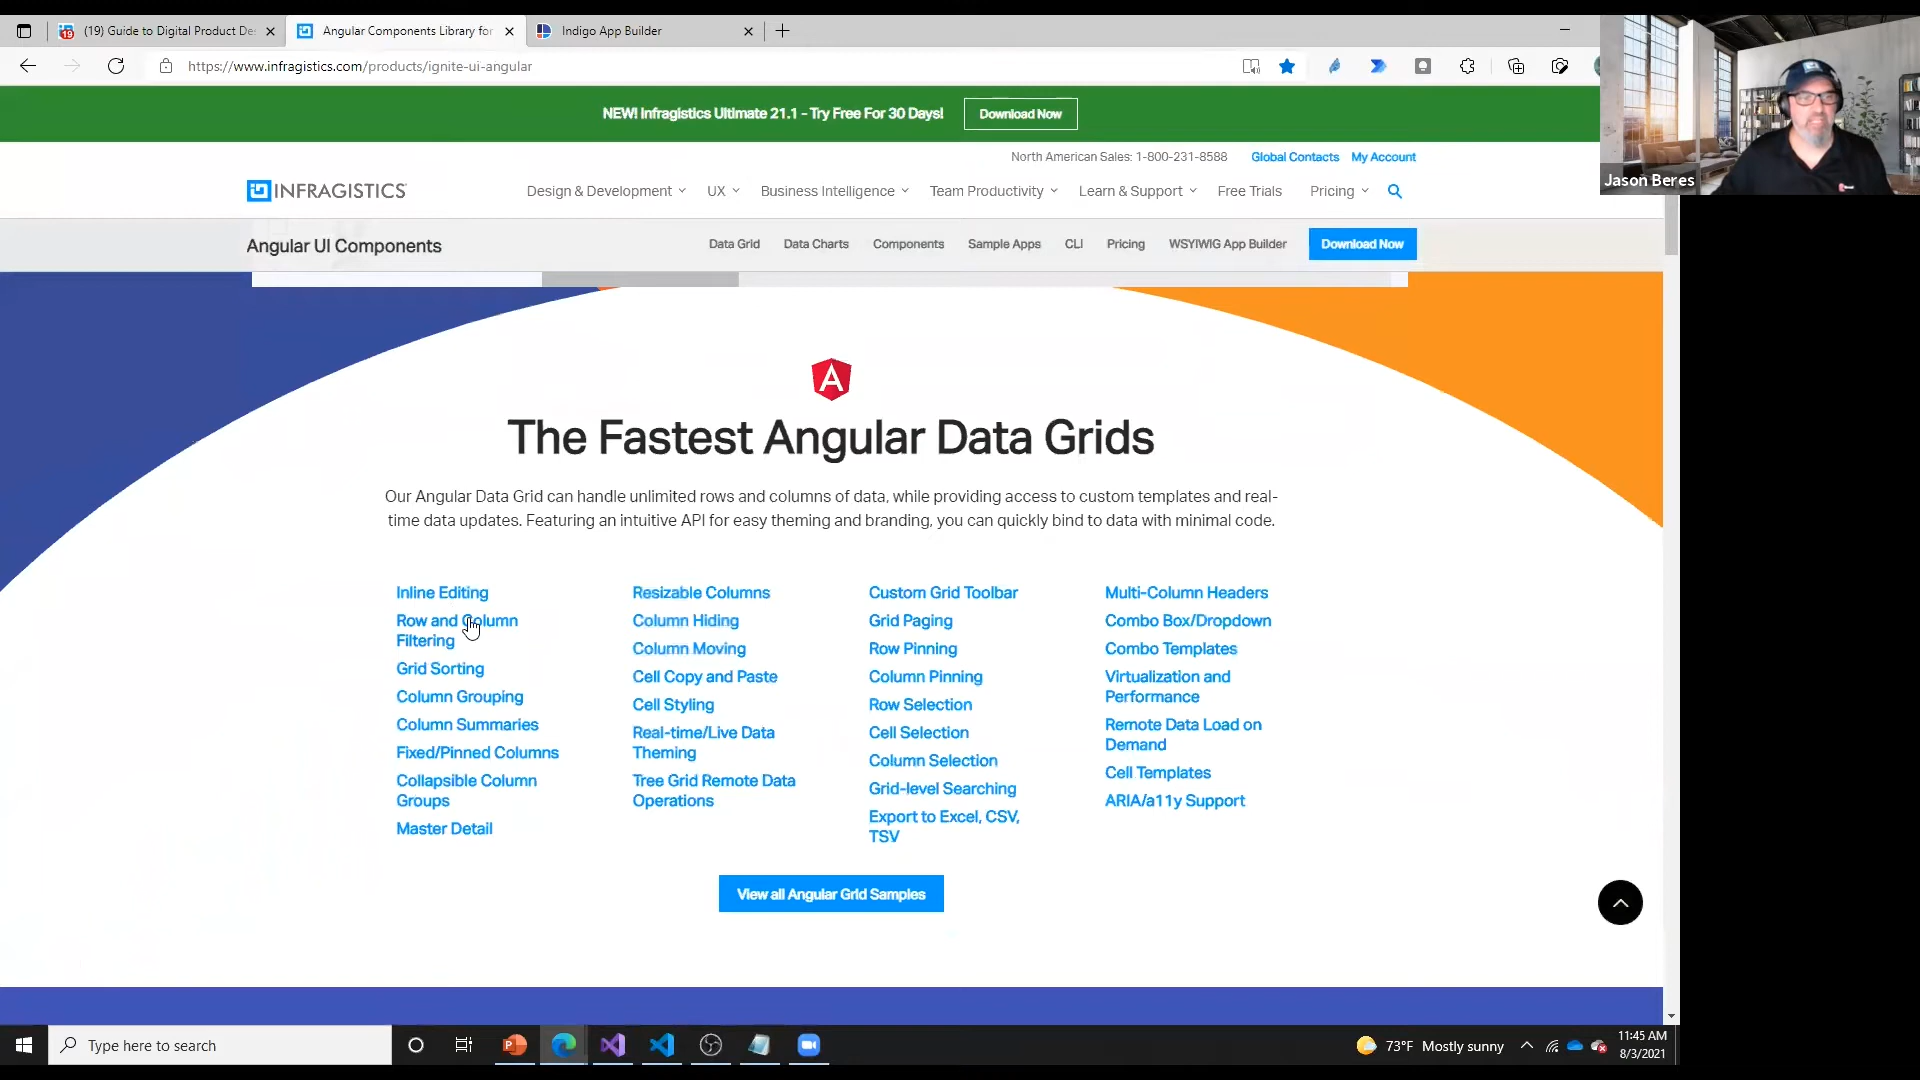 (19) Guide to Digital Product De
Angular Components Library for
Indigo App Builder
https://www.infragistics.com/products/ignite-ui-angular
NEW! Infragistics Ultimate 21.1 - Try Free For 30 Days!
Download Now
Jason Beres
North American Sales: 1-800-231-8588
Global Contacts
My Account
INFRAGISTICS
Design & Development
UX
Business Intelligence
Team Productivity
Learn & Support
Free Trials
Pricing
Angular UI Components
Data Grid
Data Charts
Components
Sample Apps
CLI
Pricing
WSYIWIG App Builder
Download Now
The Fastest Angular Data Grids
Our Angular Data Grid can handle unlimited rows and columns of data, while providing access to custom templates and real-
time data updates. Featuring an intuitive API for easy theming and branding, you can quickly bind to data with minimal code.
Inline Editing
Row and Column
Filtering
Grid Sorting
Column Grouping
Column Summaries
Fixed/Pinned Columns
Collapsible Column
Groups
Master Detail
Resizable Columns
Column Hiding
Column Moving
Cell Copy and Paste
Cell Styling
Real-time/Live Data
Theming
Tree Grid Remote Data
Operations
Custom Grid Toolbar
Grid Paging
Row Pinning
Column Pinning
Row Selection
Cell Selection
Column Selection
Grid-level Searching
Export to Excel, CSV,
TSV
Multi-Column Headers
Combo Box/Dropdown
Combo Templates
Virtualization and
Performance
Remote Data Load on
Demand
Cell Templates
ARIA/a11y Support
View all Angular Grid Samples
Type here to search
73°F Mostly sunny
11:45 AM
8/3/2021